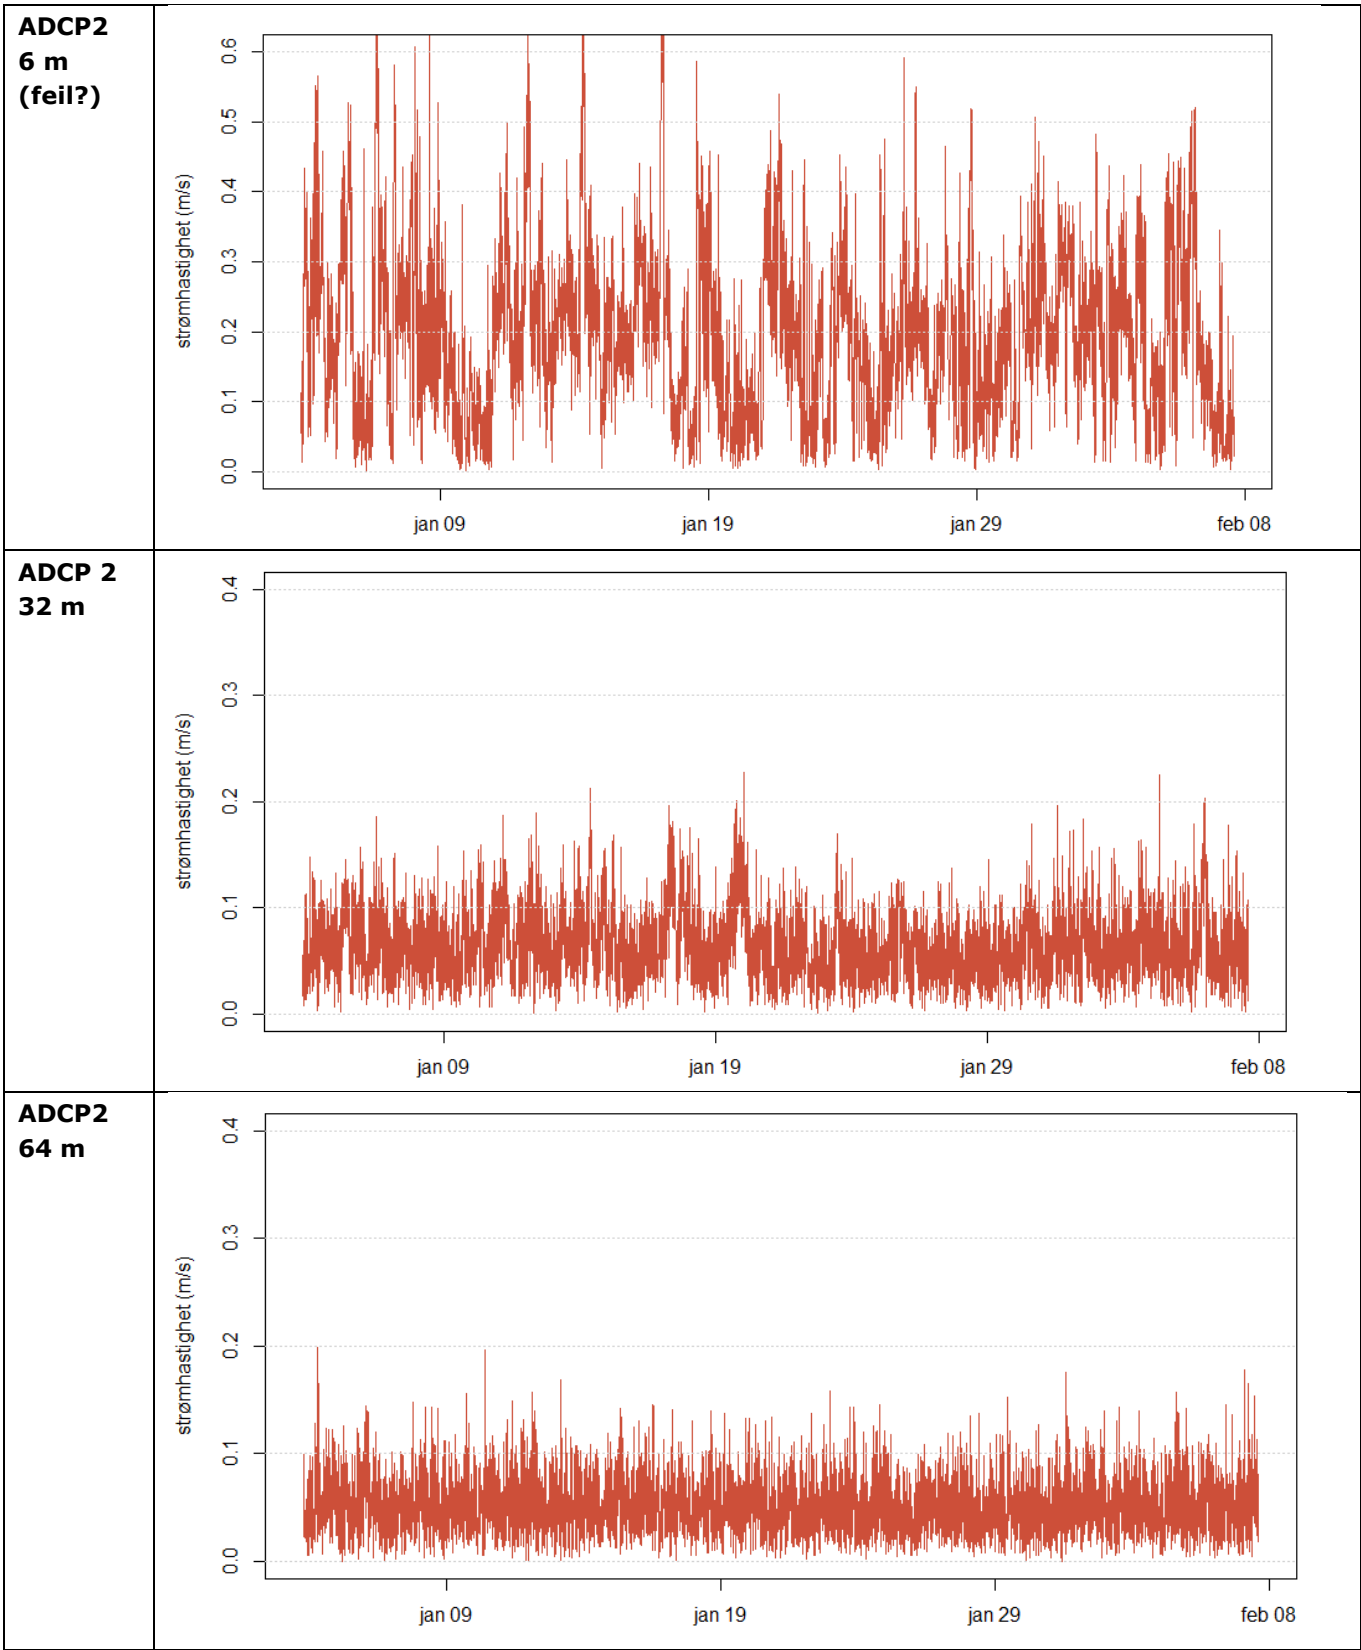 ADCP2
6 m
(feil?)
strømhastighet (m/s)
0.6
0.5
0.4
0.3
0.2
0.1
0.0
jan 09 jan 19 jan 29 feb 08
ADCP 2
32 m
strømhastighet (m/s)
0.4
0.3
0.2
0.1
0.0
jan 09 jan 19 jan 29 feb 08
ADCP2
64 m
strømhastighet (m/s)
0.4
0.3
0.2
0.1
0.0
jan 09 jan 19 jan 29 feb 08